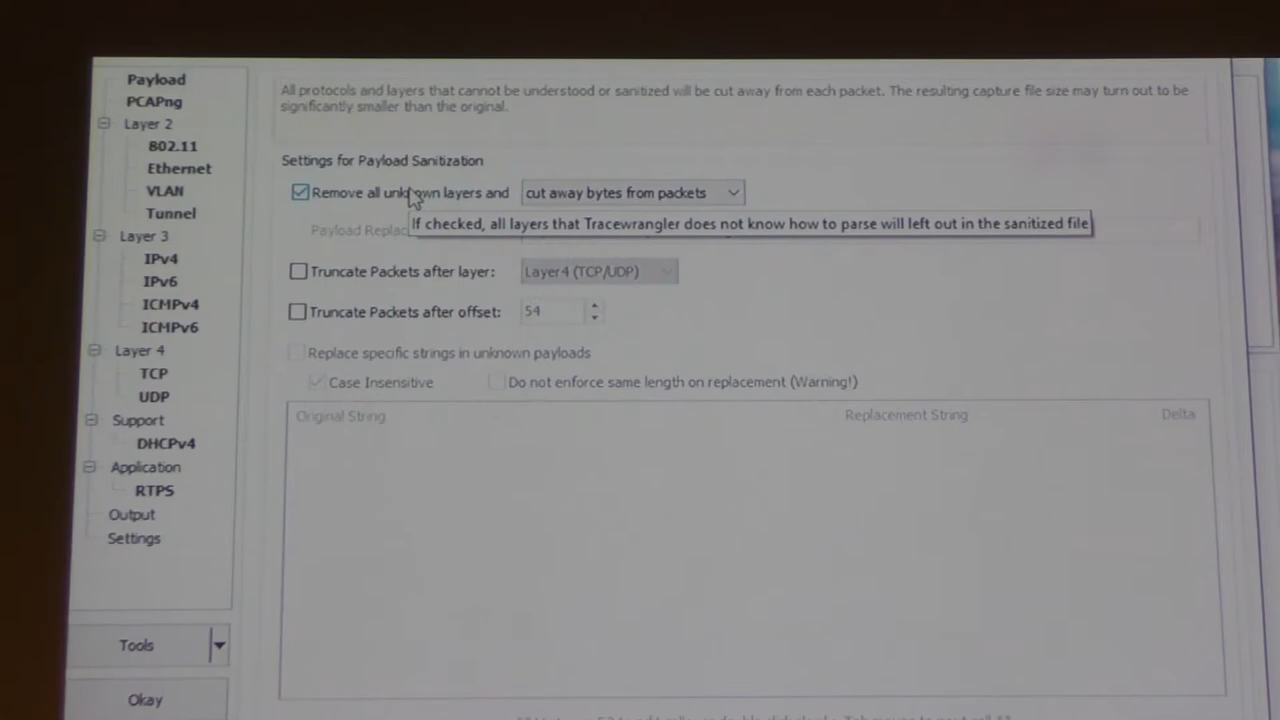 Payload
PCAPng
Layer 2
802.11
Ethernet
VLAN
Tunnel
Layer 3
IPv4
IPv6
ICMPv4
ICMPv6
Layer 4
TCP
UDP
Support
DHCPv4
Application
RTPS
Output
Settings
Tools
Okay
All protocols and layers that cannot be understood or sanitized will be cut away from each packet. The resulting capture file size may turn out to be
significantly smaller than the original.
Settings for Payload Sanitization
Remove all unknown layers and cut away bytes from packets
If checked, all layers that Tracewrangler does not know how to parse will left out in the sanitized file
Payload Replac
Truncate Packets after layer: Layer4 (TCP/UDP)
Truncate Packets after offset: 54
Replace specific strings in unknown payloads
Case Insensitive Do not enforce same length on replacement (Warning!)
Original String Replacement String Delta